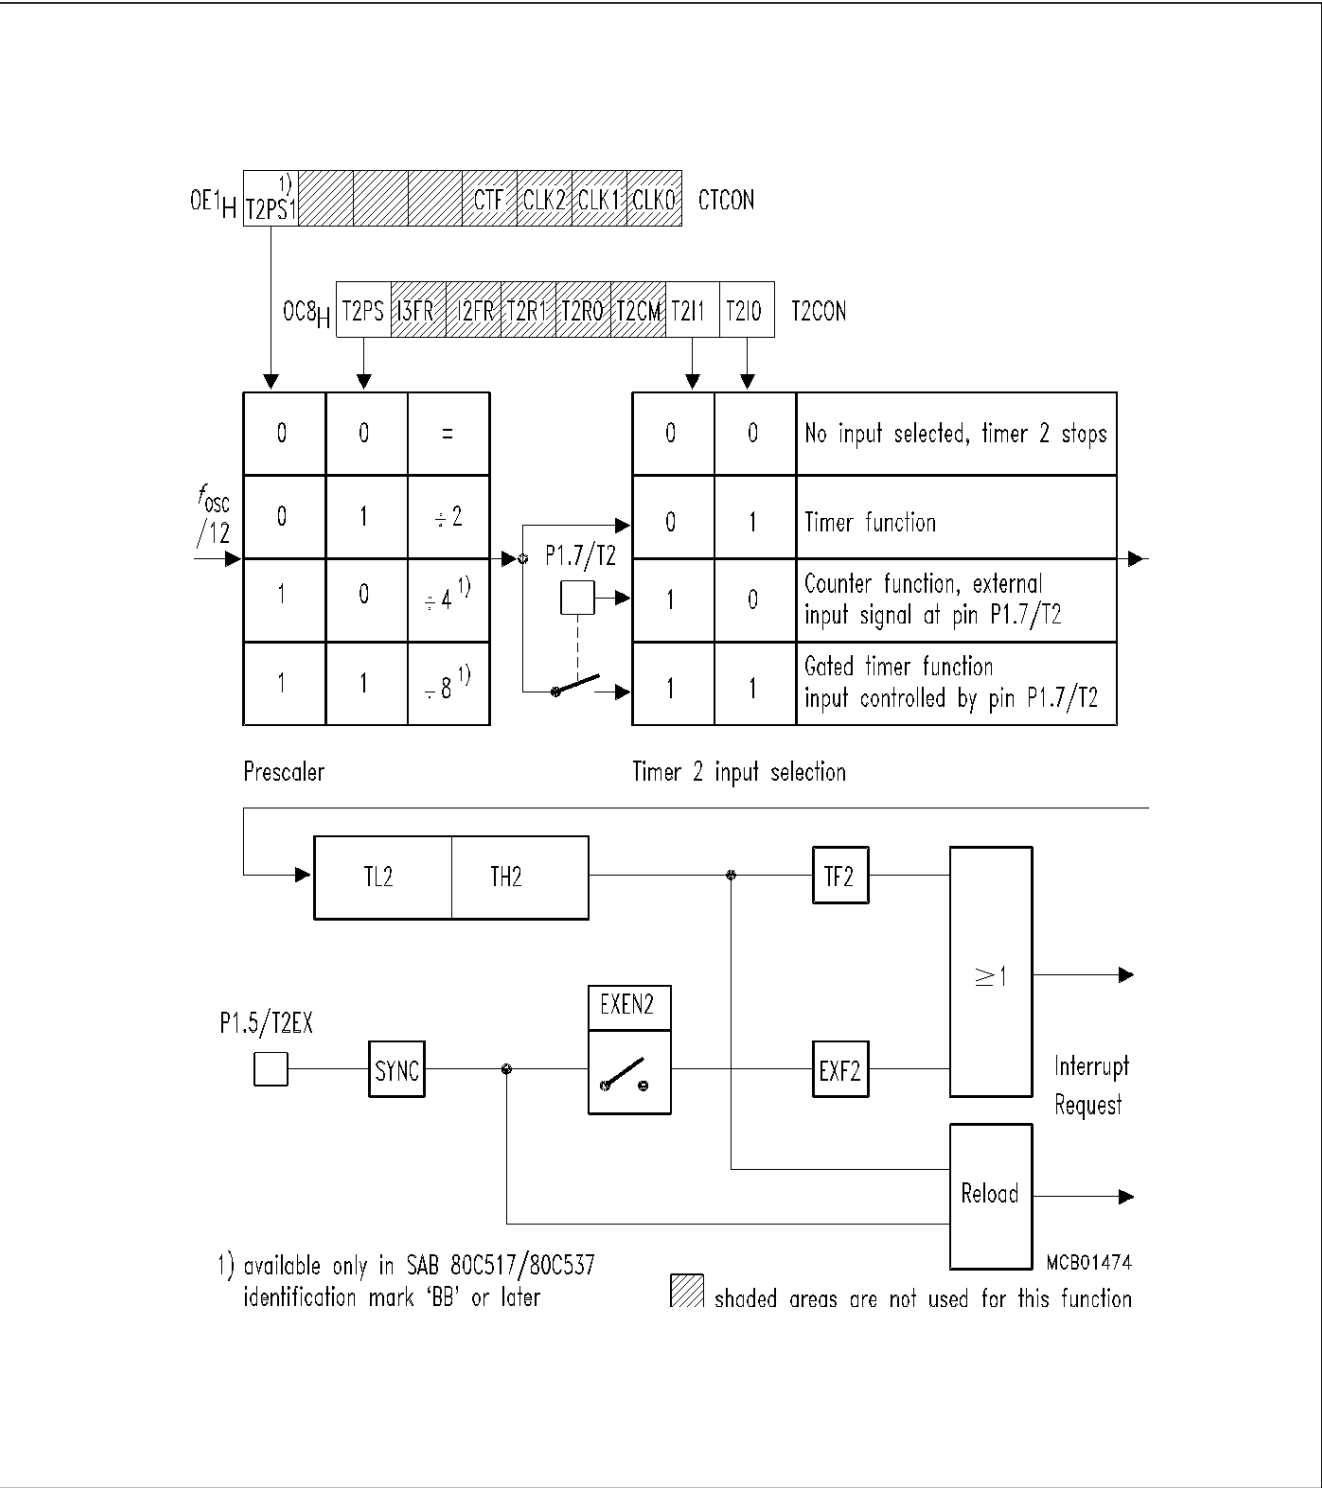 0E1H T2PS1 1) CTF CLK2 CLK1 CLK0 CTCON
0C8H T2PS I3FR I2FR T2R1 T2R0 T2CM T2I1 T2I0 T2CON
0 0 = 0 0 No input selected, timer 2 stops
fosc
/12
0 1 ÷2 0 1 Timer function
P1.7/T2
1 0 ÷4 1) 1 0 Counter function, external
input signal at pin P1.7/T2
1 1 ÷8 1) 1 1 Gated timer function
input controlled by pin P1.7/T2
Prescaler
Timer 2 input selection
TL2 TH2 TF2
≥1
EXEN2
P1.5/T2EX
SYNC EXF2
Interrupt
Request
Reload
MCB01474
1) available only in SAB 80C517/80C537
identification mark ‘BB’ or later
shaded areas are not used for this function